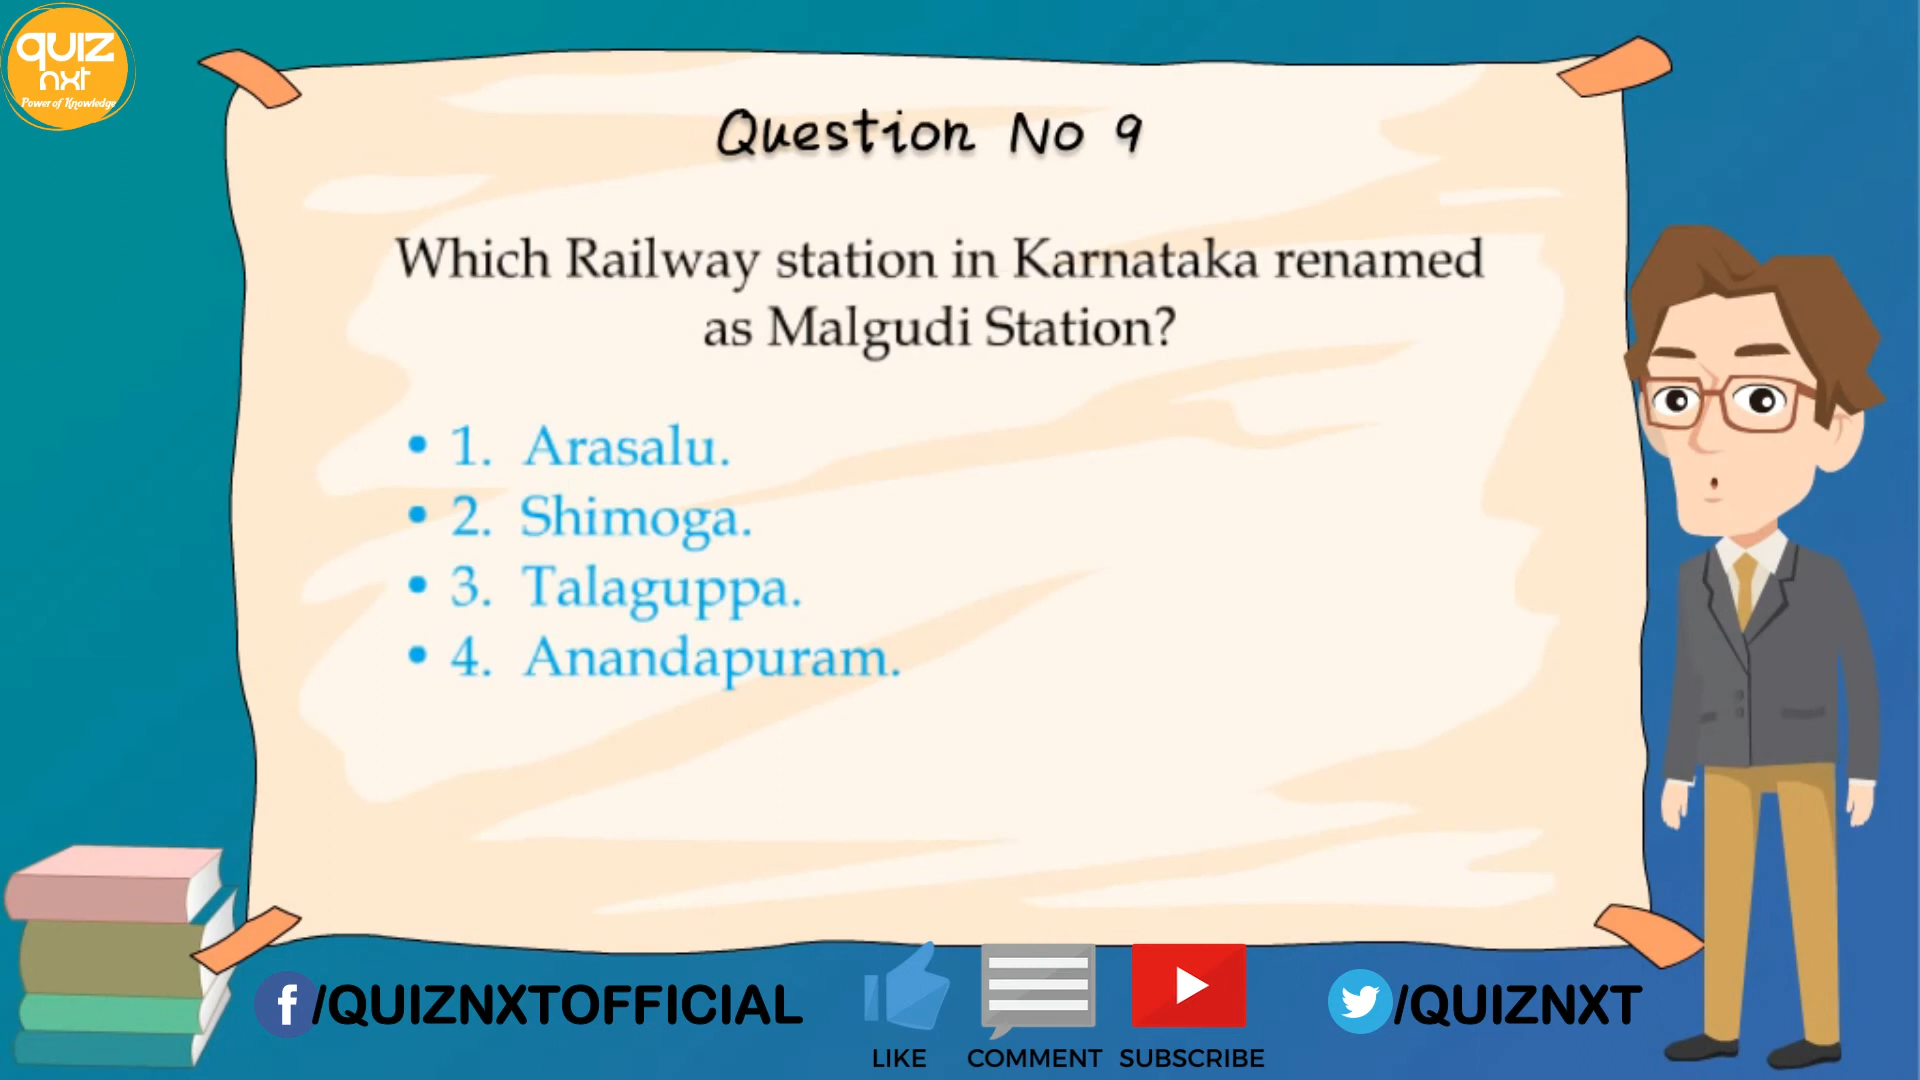 QUIZ
nxt
Power of Knowledge
Question No 9
Which Railway station in Karnataka renamed
as Malgudi Station?
• 1. Arasalu.
• 2. Shimoga.
• 3. Talaguppa.
• 4. Anandapuram.
f/QUIZNXTOFFICIAL
/QUIZNXT
LIKE COMMENT SUBSCRIBE